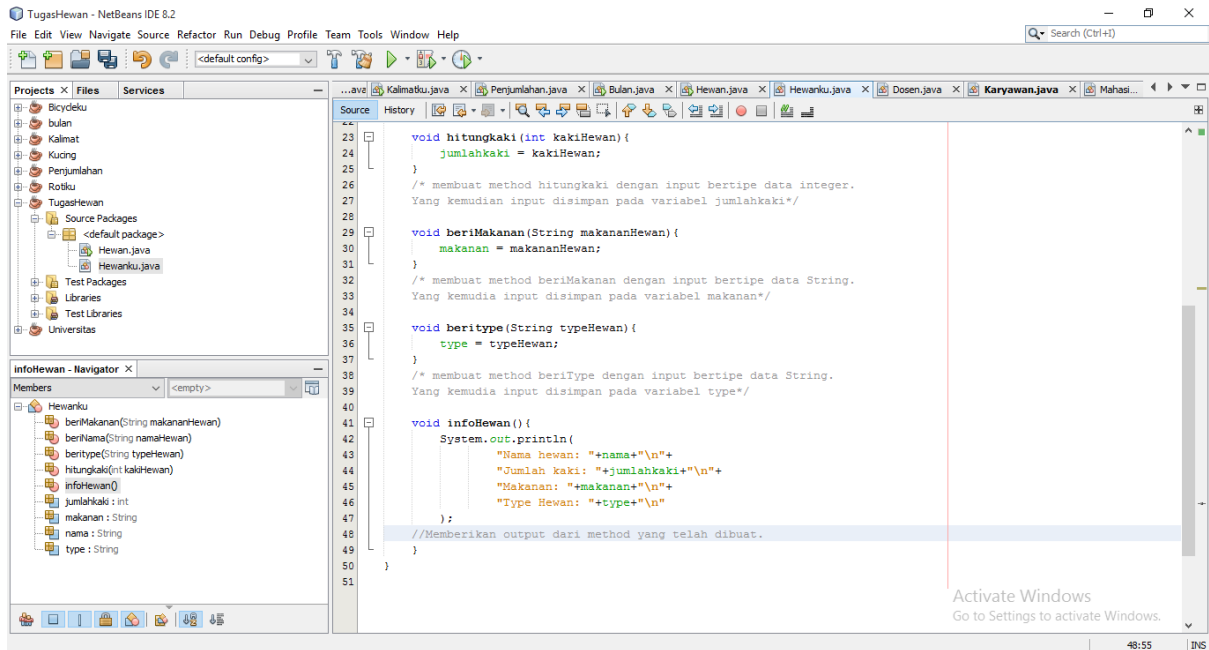 TugasHewan - NetBeans IDE 8.2
File Edit View Navigate Source Refactor Run Debug Profile Team Tools Window Help
Search (Ctrl+I)
<default config>
Projects Files Services
Bicycleku
bulan
Kalimat
Kucing
Penjumlahan
Rotiku
TugasHewan
Source Packages
<default package>
Hewan.java
Hewanku.java
Test Packages
Libraries
Test Libraries
Universitas
infoHewan - Navigator
Members <empty>
Hewanku
beriMakanan(String makananHewan)
beriNama(String namaHewan)
beritype(String typeHewan)
hitungkaki(int kakiHewan)
infoHewan()
jumlahkaki : int
makanan : String
nama : String
type : String
...ava Kalimatku.java Penjumlahan.java Bulan.java Hewan.java Hewanku.java Dosen.java Karyawan.java Mahasi...
Source History
23 void hitungkaki(int kakiHewan){
24 jumlahkaki = kakiHewan;
25 }
26 /* membuat method hitungkaki dengan input bertipe data integer.
27 Yang kemudian input disimpan pada variabel jumlahkaki*/
28
29 void beriMakanan(String makananHewan){
30 makanan = makananHewan;
31 }
32 /* membuat method beriMakanan dengan input bertipe data String.
33 Yang kemudia input disimpan pada variabel makanan*/
34
35 void beritype(String typeHewan){
36 type = typeHewan;
37 }
38 /* membuat method beriType dengan input bertipe data String.
39 Yang kemudia input disimpan pada variabel type*/
40
41 void infoHewan(){
42 System.out.println(
43 "Nama hewan: "+nama+"\n"+
44 "Jumlah kaki: "+jumlahkaki+"\n"+
45 "Makanan: "+makanan+"\n"+
46 "Type Hewan: "+type+"\n"
47 );
48 //Memberikan output dari method yang telah dibuat.
49 }
50 }
51
Activate Windows
Go to Settings to activate Windows.
48:55 INS